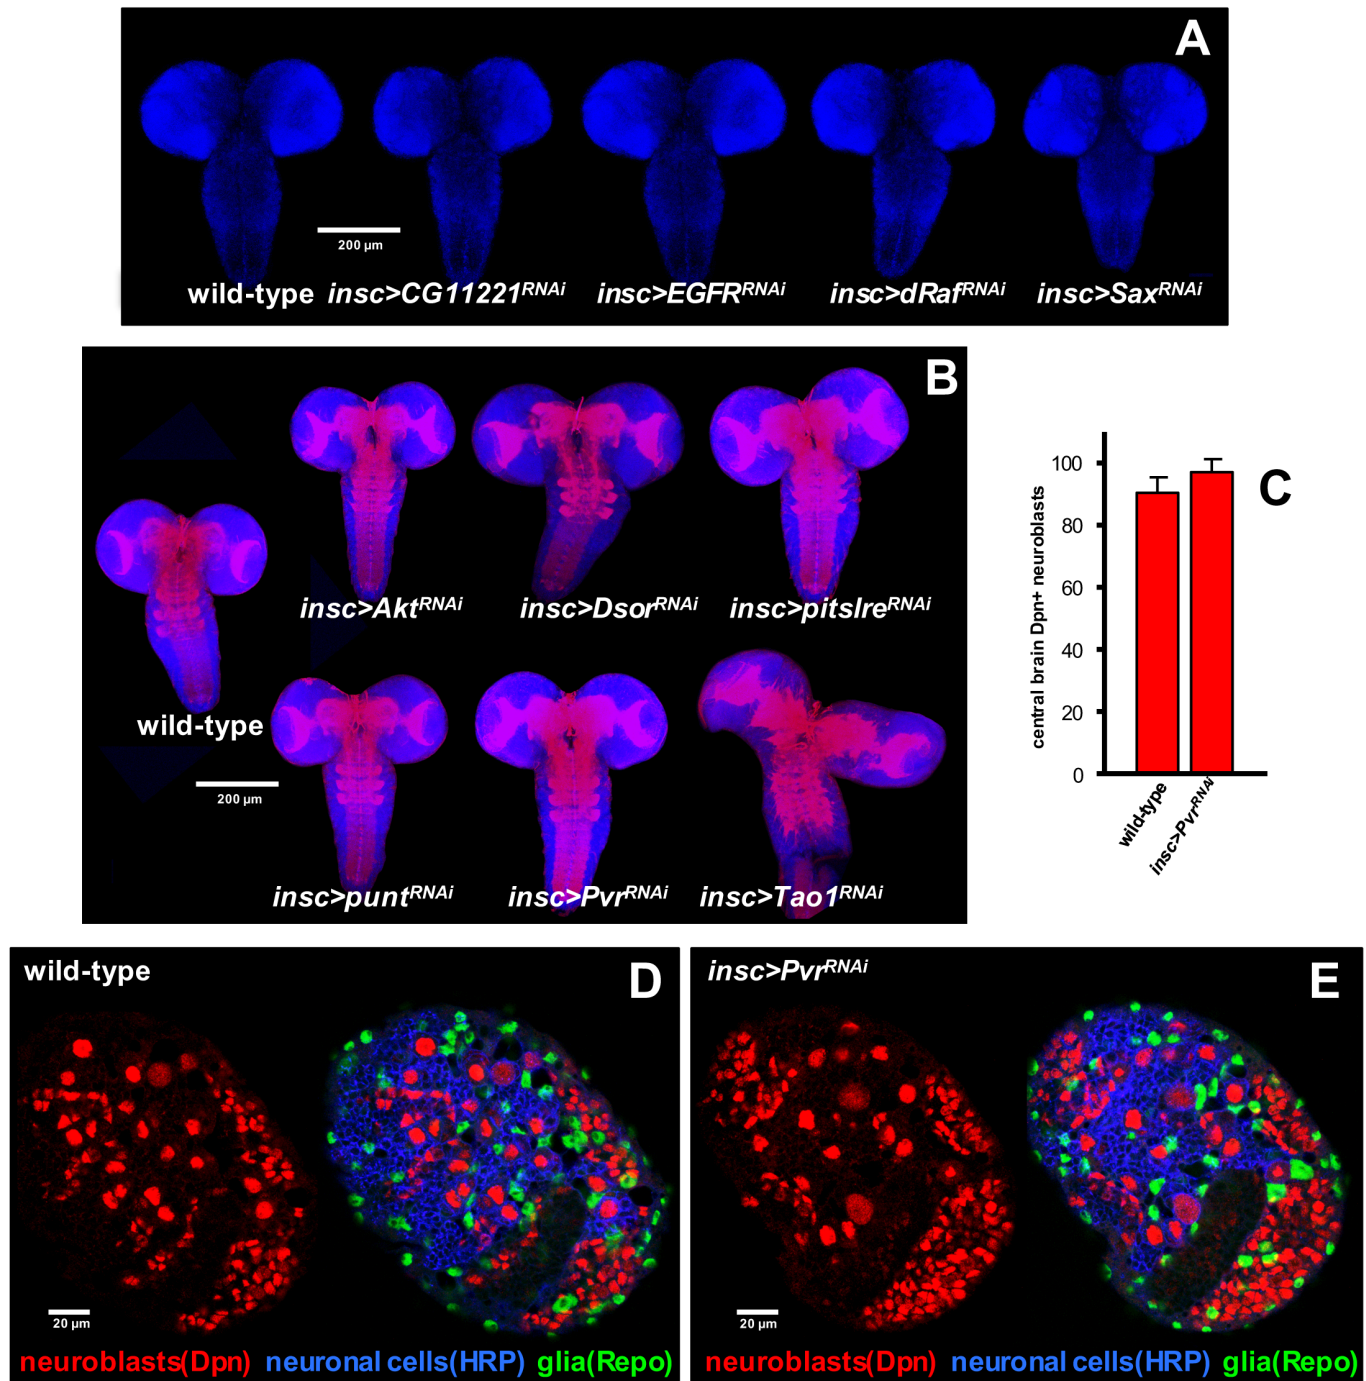 A
200 µm
wild-type insc>CG11221RNAi insc>EGFRRNAi insc>dRafRNAi insc>SaxRNAi
B
insc>AktRNAi insc>DsorRNAi pitslreRNAi
wild-type
200 µm
insc>puntRNAi insc>PvrRNAi insc>Tao1RNAi
C
central brain Dpn+ neuroblasts
100
80
60
40
20
0
wild-type
insc>PvrRNAi
wild-type
D
20 µm
neuroblasts(Dpn) neuronal cells(HRP) glia(Repo)
insc>PvrRNAi
E
20 µm
neuroblasts(Dpn) neuronal cells(HRP) glia(Repo)